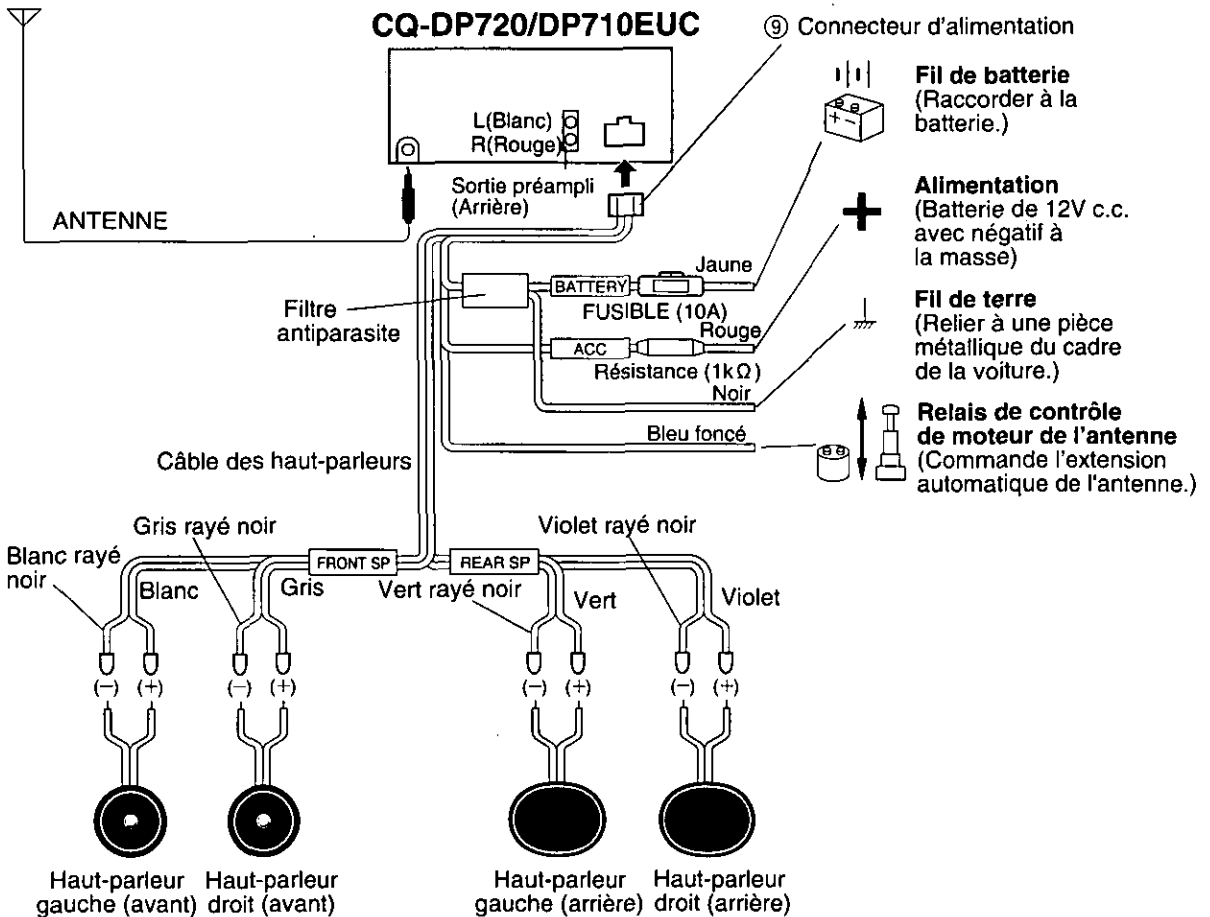 CQ-DP720/DP710EUC
⑨ Connecteur d'alimentation
L(Blanc)
R(Rouge)
Sortie préampli
(Arrière)
ANTENNE
Fil de batterie
(Raccorder à la
batterie.)
Alimentation
(Batterie de 12V c.c.
avec négatif à
la masse)
Fil de terre
(Relier à une pièce
métallique du cadre
de la voiture.)
Relais de contrôle
de moteur de l'antenne
(Commande l'extension
automatique de l'antenne.)
Jaune
BATTERY
FUSIBLE (10A)
Filtre
antiparasite
Rouge
ACC
Résistance (1kΩ)
Noir
Bleu foncé
Câble des haut-parleurs
Gris rayé noir
Violet rayé noir
Blanc rayé
noir
FRONT SP
REAR SP
Blanc
Gris
Vert rayé noir
Vert
Violet
(−) (+) (−) (+) (−) (+) (−) (+)
Haut-parleur
gauche (avant)
Haut-parleur
droit (avant)
Haut-parleur
gauche (arrière)
Haut-parleur
droit (arrière)